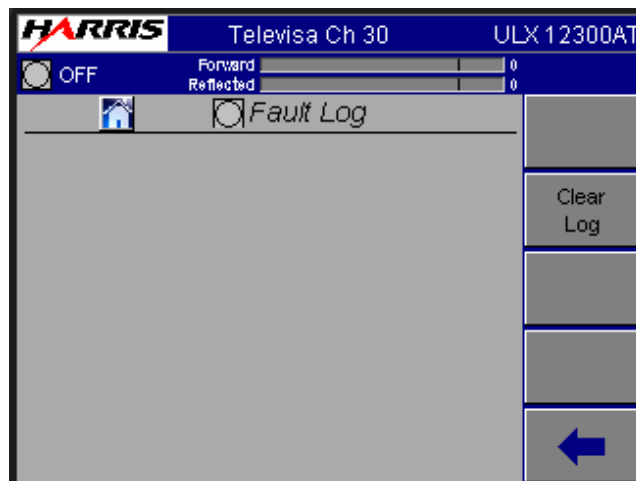 HARRIS Televisa Ch 30 ULX 12300AT
OFF
Forward 0
Reflected 0
Fault Log
Clear
Log